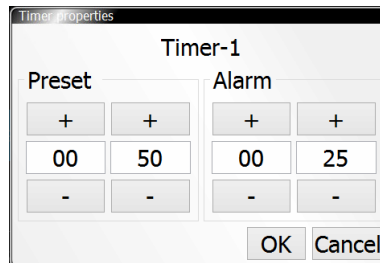 Timer properties
Timer-1
Preset Alarm
+ + + +
00 50 00 25
- - - -
OK Cancel